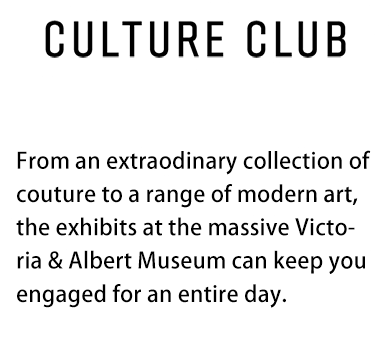 CULTURE CLUB
From an extraodinary collection of
couture to a range of modern art,
the exhibits at the massive Victo-
ria & Albert Museum can keep you
engaged for an entire day.